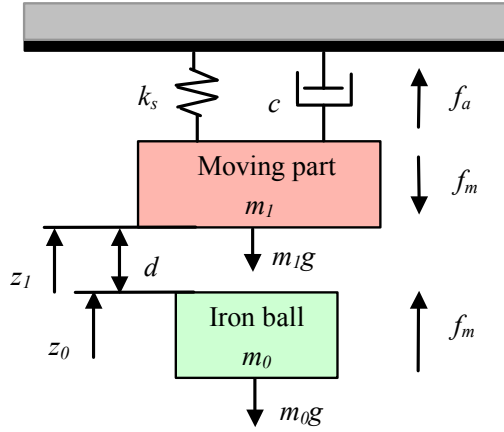 k_s
c
f_a
Moving part
m_1
f_m
m_1g
z_1
d
Iron ball
z_0
m_0
f_m
m_0g